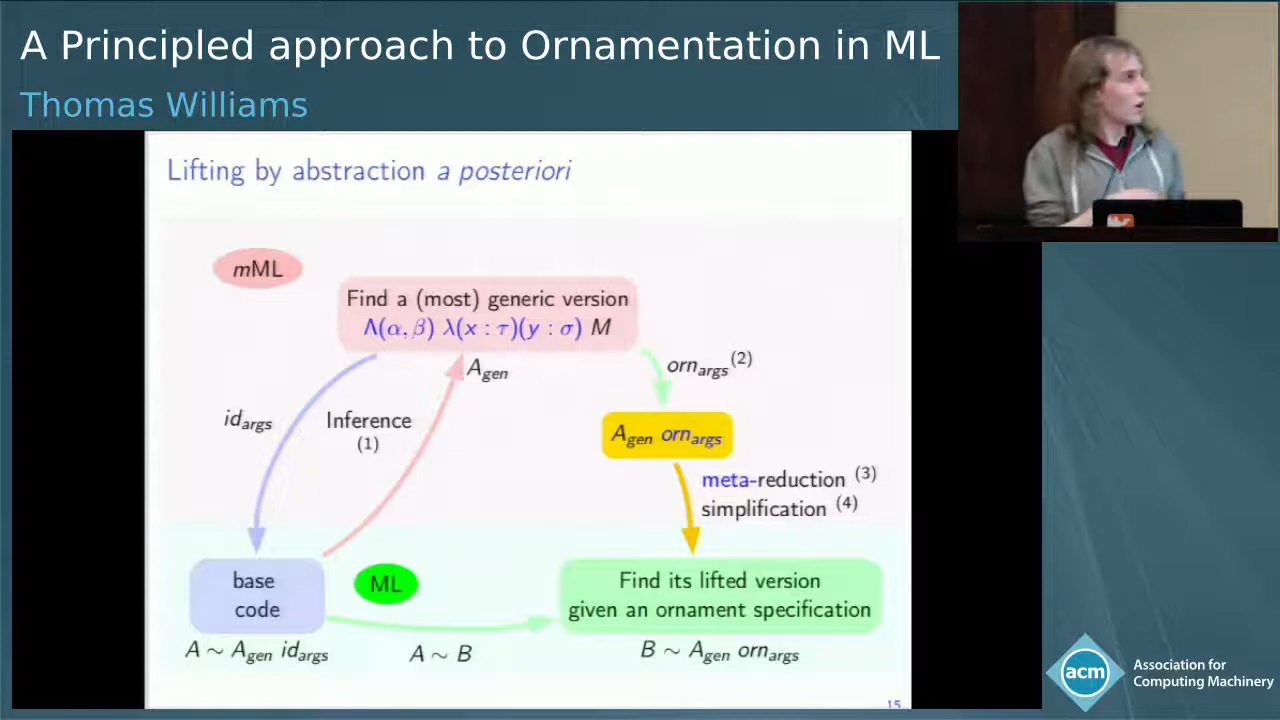 A Principled approach to Ornamentation in ML
Thomas Williams
Lifting by abstraction a posteriori
mML
Find a (most) generic version
Λ(α, β) λ(x : τ)(y : σ) M
A_gen
orn_args (2)
id_args
Inference
(1)
A_gen orn_args
meta-reduction (3)
simplification (4)
base
code
ML
Find its lifted version
given an ornament specification
A ∼ A_gen id_args
A ∼ B
B ∼ A_gen orn_args
15
acm
Association for
Computing Machinery